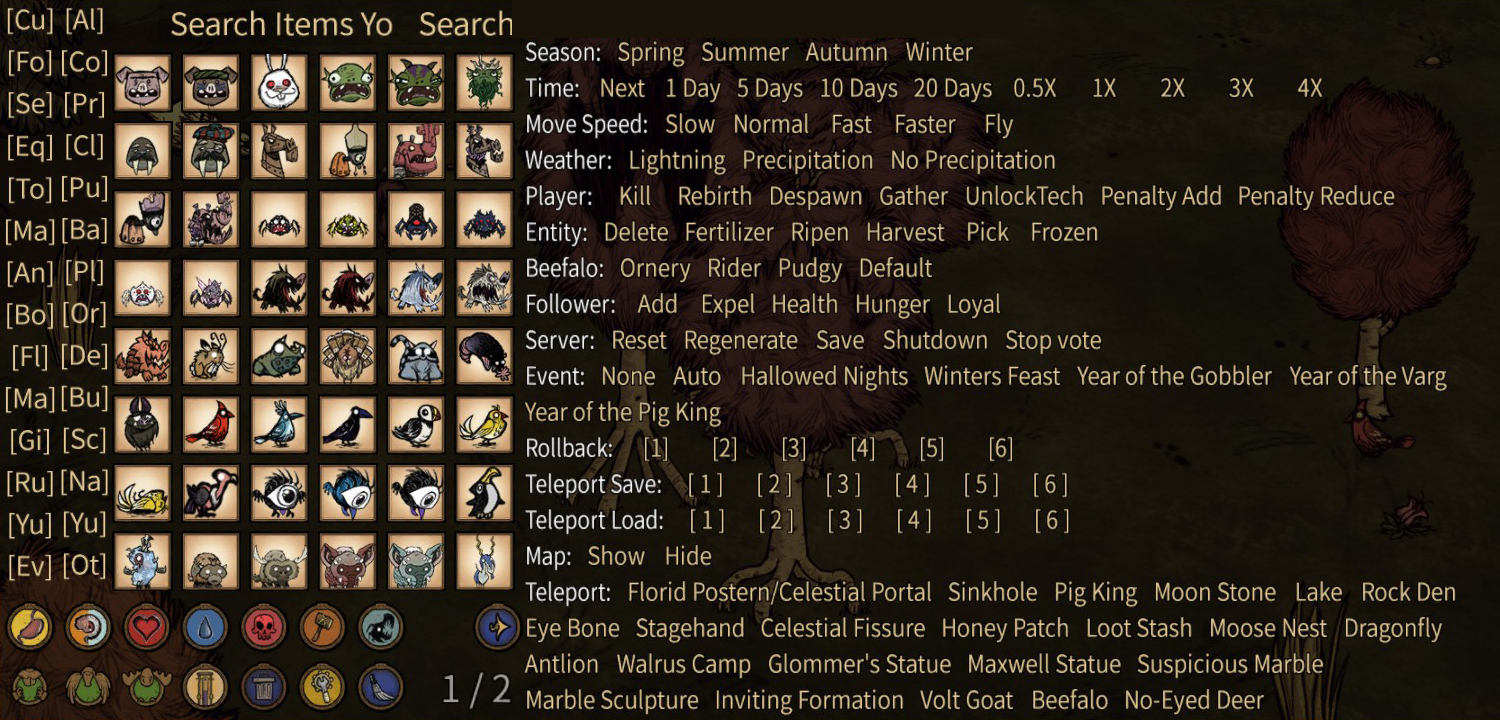 [Cu] [Al]
[Fo] [Co]
[Se] [Pr]
[Eq] [Cl]
[To] [Pu]
[Ma] [Ba]
[An] [Pl]
[Bo] [Or]
[Fl] [De]
[Ma] [Bu]
[Gi] [Sc]
[Ru] [Na]
[Yu] [Yu]
[Ev] [Ot]
Search Items Yo Search
1 / 2
Season: Spring Summer Autumn Winter
Time: Next 1 Day 5 Days 10 Days 20 Days 0.5X 1X 2X 3X 4X
Move Speed: Slow Normal Fast Faster Fly
Weather: Lightning Precipitation No Precipitation
Player: Kill Rebirth Despawn Gather UnlockTech Penalty Add Penalty Reduce
Entity: Delete Fertilizer Ripen Harvest Pick Frozen
Beefalo: Ornery Rider Pudgy Default
Follower: Add Expel Health Hunger Loyal
Server: Reset Regenerate Save Shutdown Stop vote
Event: None Auto Hallowed Nights Winters Feast Year of the Gobbler Year of the Varg
Year of the Pig King
Rollback: [1] [2] [3] [4] [5] [6]
Teleport Save: [1] [2] [3] [4] [5] [6]
Teleport Load: [1] [2] [3] [4] [5] [6]
Map: Show Hide
Teleport: Florid Postern/Celestial Portal Sinkhole Pig King Moon Stone Lake Rock Den
Eye Bone Stagehand Celestial Fissure Honey Patch Loot Stash Moose Nest Dragonfly
Antlion Walrus Camp Glommer's Statue Maxwell Statue Suspicious Marble
Marble Sculpture Inviting Formation Volt Goat Beefalo No-Eyed Deer